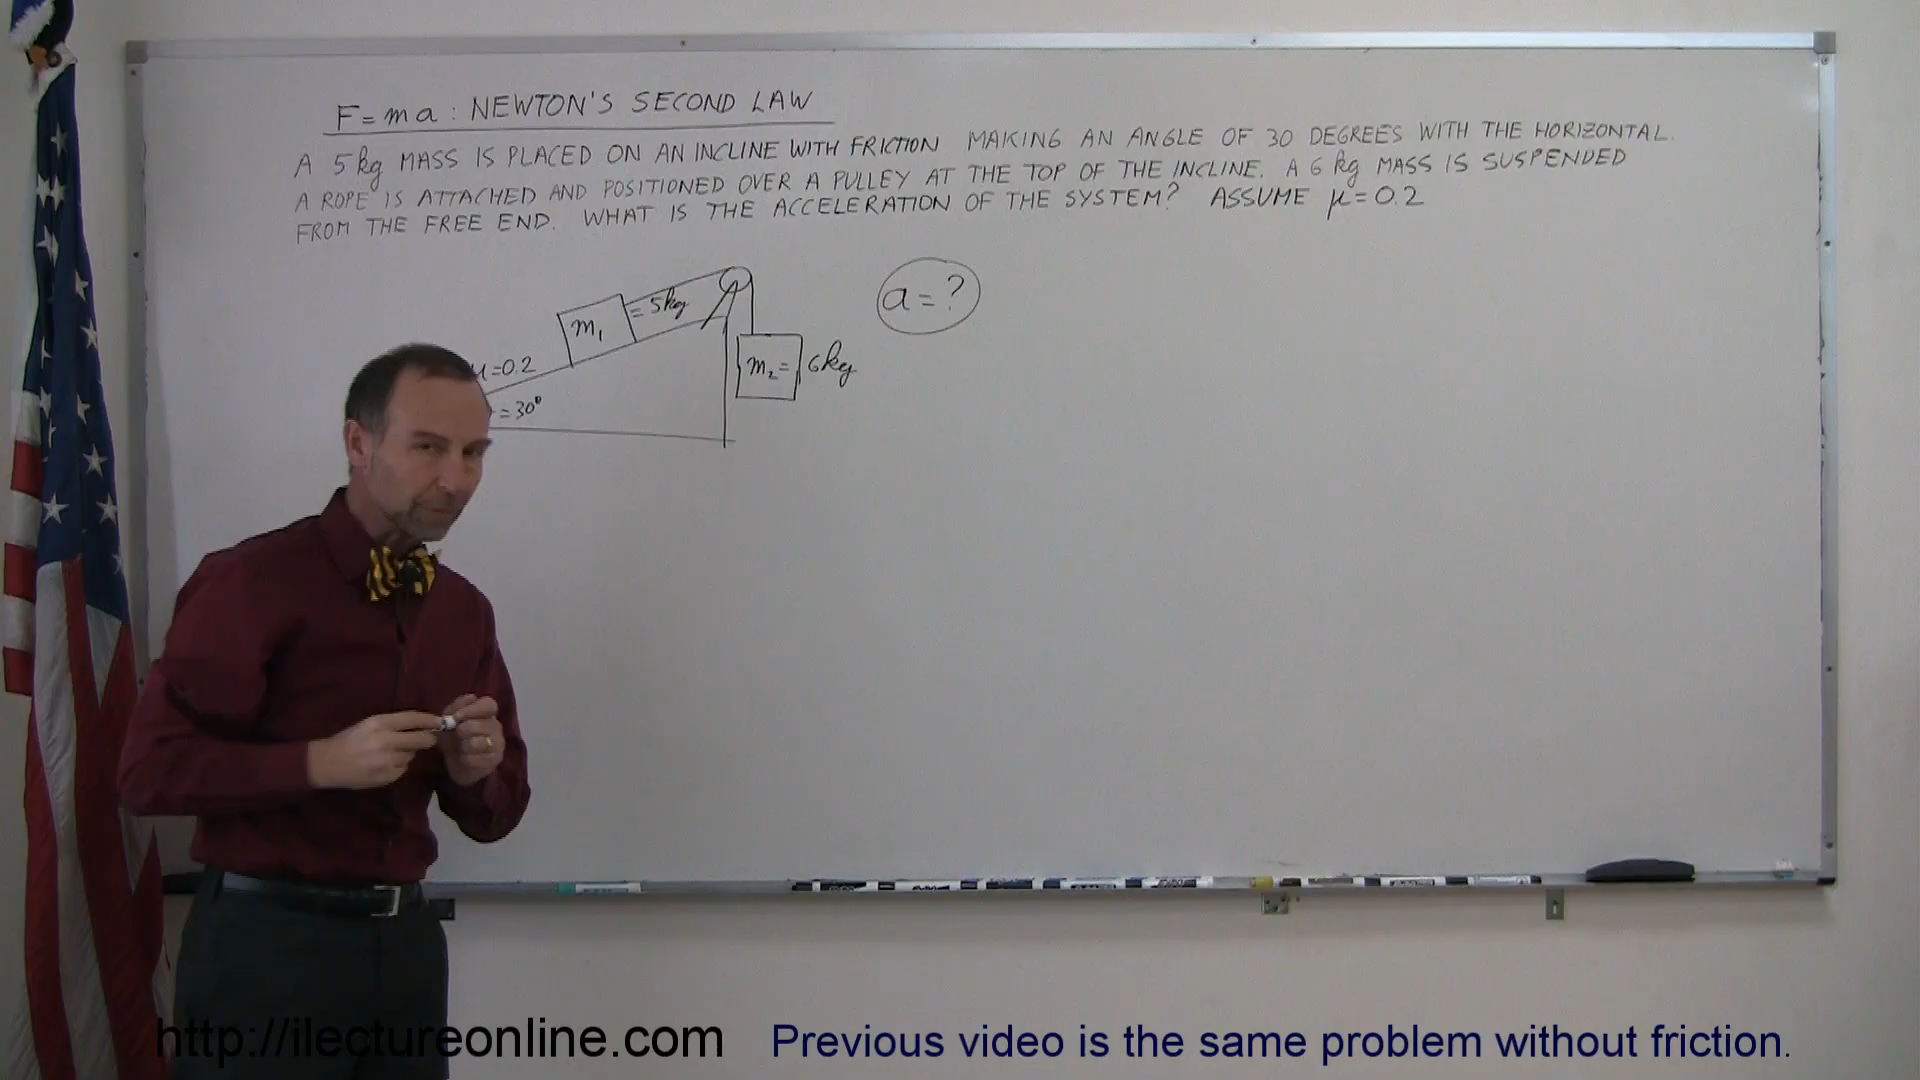 F=ma: NEWTON'S SECOND LAW
A 5kg MASS IS PLACED ON AN INCLINE WITH FRICTION MAKING AN ANGLE OF 30 DEGREES WITH THE HORIZONTAL.
A ROPE IS ATTACHED AND POSITIONED OVER A PULLEY AT THE TOP OF THE INCLINE. A 6 kg MASS IS SUSPENDED
FROM THE FREE END. WHAT IS THE ACCELERATION OF THE SYSTEM? ASSUME μ=0.2
a=?
m₁ = 5kg
μ=0.2
m₂= 6kg
=30°
http://ilectureonline.com
Previous video is the same problem without friction.